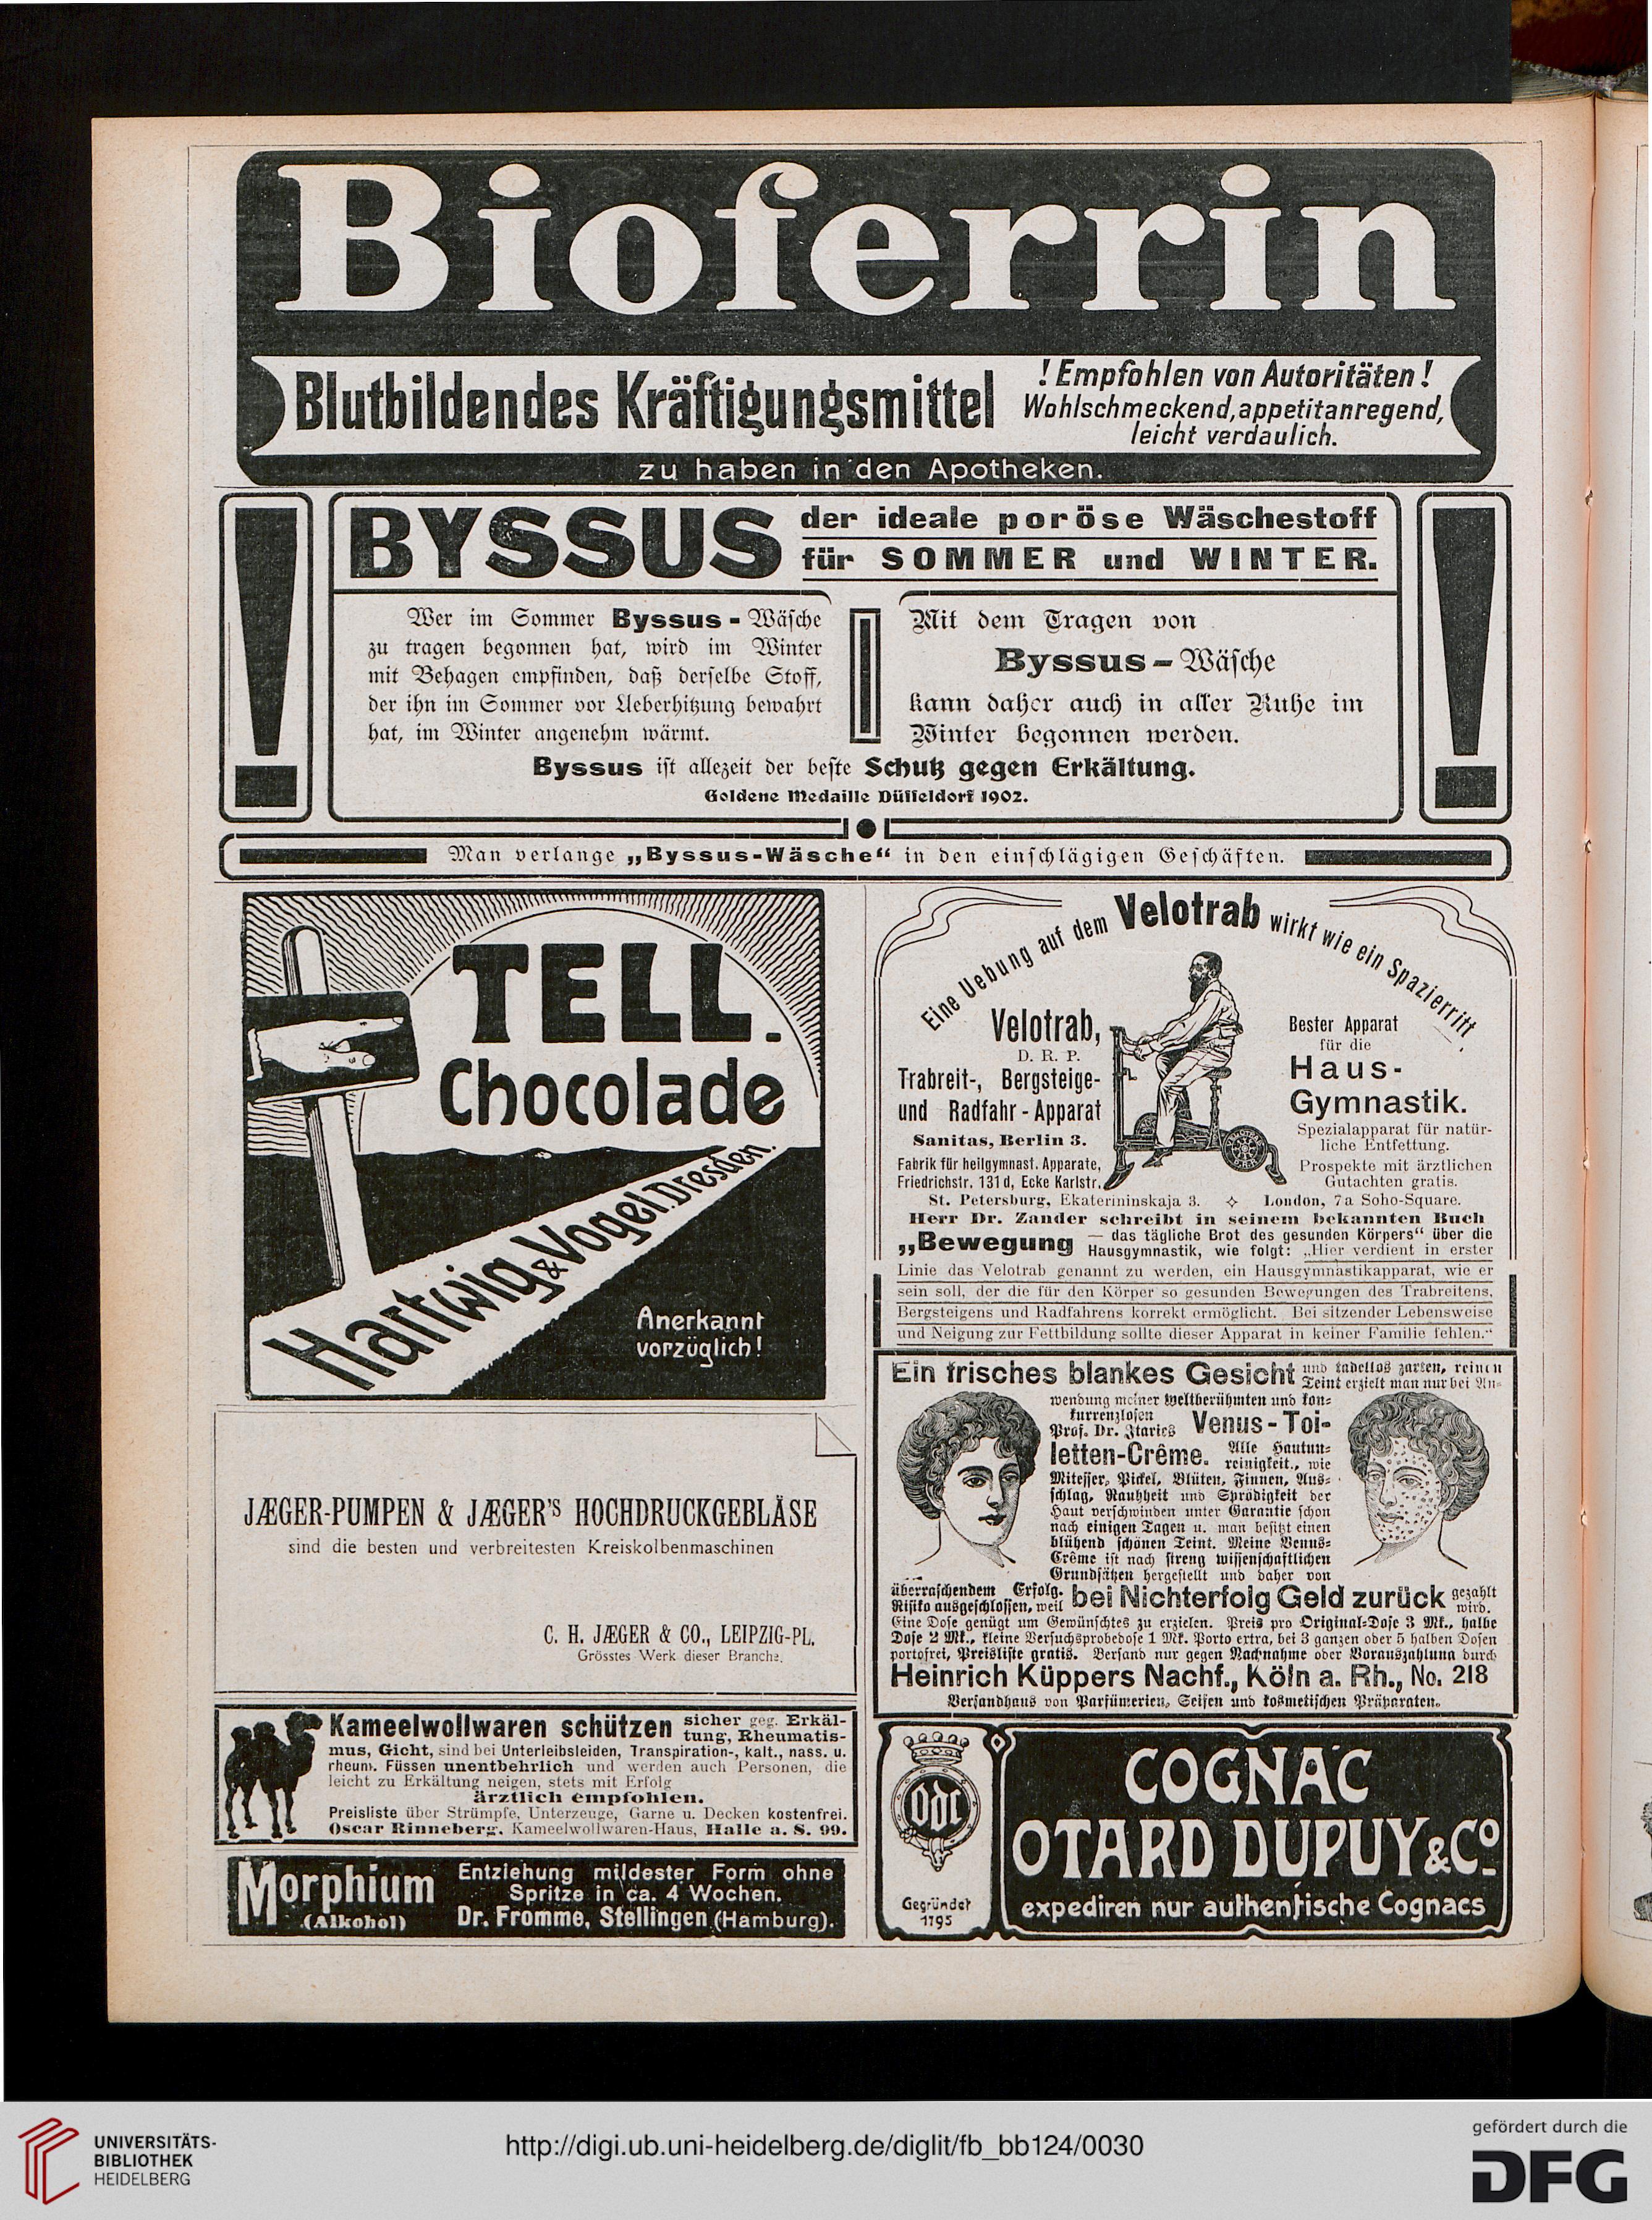 Bioferrin
Blutbildendes Kräftigungsmittel
! Empfohlen von Autoritäten !
Wohlschmeckend, appetitanregend,
leicht verdaulich.
zu haben in den Apotheken.
BYSSUS
der ideale poröse Wäschestoff
für SOMMER und WINTER.
Wer im Sommer Byssus - Wäsche
zu tragen begonnen hat, wird im Winter
mit Behagen empfinden, daß derselbe Stoff,
der ihn im Sommer vor Ueberhitzung bewahrt
hat, im Winter angenehm wärmt.
Mit dem Tragen von
Byssus - Wäsche
kann daher auch in aller Ruhe im
Winter begonnen werden.
Byssus ist allezeit der beste Schutz gegen Erkältung.
Goldene Medaille Düsseldorf 1902.
Man verlange „Byssus-Wäsche“ in den einschlägigen Geschäften.
TELL.
Chocolade
Hartwig & Vogel. Dresden.
Anerkannt
vorzüglich!
JÆGER-PUMPEN & JÆGER'S HOCHDRUCKGEBLÄSE
sind die besten und verbreitesten Kreiskolbenmaschinen
C. H. JÆGER & CO., LEIPZIG-PL.
Grösstes Werk dieser Branche.
Kameelwollwaren schützen sicher geg. Erkäl-
tung, Rheumatis-
mus, Gicht, sind bei Unterleibsleiden, Transpiration-, kalt., nass. u.
rheum. Füssen unentbehrlich und werden auch Personen, die
leicht zu Erkältung neigen, stets mit Erfolg
ärztlich empfohlen.
Preisliste über Strümpfe, Unterzeuge, Garne u. Decken kostenfrei.
Oscar Rinneberg, Kameelwollwaren-Haus, Halle a. S. 99.
Morphium
(Alkohol)
Entziehung mildester Form ohne
Spritze in ca. 4 Wochen.
Dr. Fromme, Stellingen (Hamburg).
Eine Uebung auf dem Velotrab wirkt wie ein Spazierritt.
Velotrab,
D. R. P.
Trabreit-, Bergsteige-
und Radfahr - Apparat
Sanitas, Berlin 3.
Fabrik für heilgymnast. Apparate,
Friedrichstr. 131d, Ecke Karlstr.
Bester Apparat
für die
Haus-
Gymnastik.
Spezialapparat für natür-
liche Entfettung.
Prospekte mit ärztlichen
Gutachten gratis.
St. Petersburg, Ekaterininskaja 3. London, 7a Soho-Square.
Herr Dr. Zander schreibt in seinem bekannten Buch
„Bewegung — das tägliche Brot des gesunden Körpers“ über die
Hausgymnastik, wie folgt: „Hier verdient in erster
Linie das Velotrab genannt zu werden, ein Hausgymnastikapparat, wie er
sein soll, der die für den Körper so gesunden Bewegungen des Trabreitens,
Bergsteigens und Radfahrens korrekt ermöglicht. Bei sitzender Lebensweise
und Neigung zur Fettbildung sollte dieser Apparat in keiner Familie fehlen.“
Ein frisches blankes Gesicht und tadellos zarten, reinen
Teint erzielt man nur bei An-
wendung meiner weltberühmten und kon-
kurrenzlosen
Prof. Dr. Itaries Venus - Toi-
letten-Crême. Alle Hautun-
reinigkeit., wie
Mitesser, Pickel, Blüten, Finnen, Aus-
schlag, Rauhheit und Sprödigkeit der
Haut verschwinden unter Garantie schon
nach einigen Tagen u. man besitzt einen
blühend schönen Teint. Meine Venus-
Crême ist nach streng wissenschaftlichen
Grundsätzen hergestellt und daher von
überraschendem Erfolg.
Risiko ausgeschlossen, weil bei Nichterfolg Geld zurück gezahlt
wird.
Eine Dose genügt um Gewünschtes zu erzielen. Preis pro Original-Dose 3 Mk., halbe
Dose 2 Mk., kleine Versuchsprobedose 1 Mk. Porto extra, bei 3 ganzen oder 5 halben Dosen
portofrei, Preisliste gratis. Versand nur gegen Nachnahme oder Vorauszahlung durch
Heinrich Küppers Nachf., Köln a. Rh., No. 218
Versandhaus von Parfümerien, Seifen und kosmetischen Präparaten.
ODC
Gegründet
1795
COGNAC
OTARD DUPUY & Cº
expediren nur authentische Cognacs
UNIVERSITÄTS-
BIBLIOTHEK
HEIDELBERG
http://digi.ub.uni-heidelberg.de/diglit/fb_bb124/0030
gefördert durch die
DFG